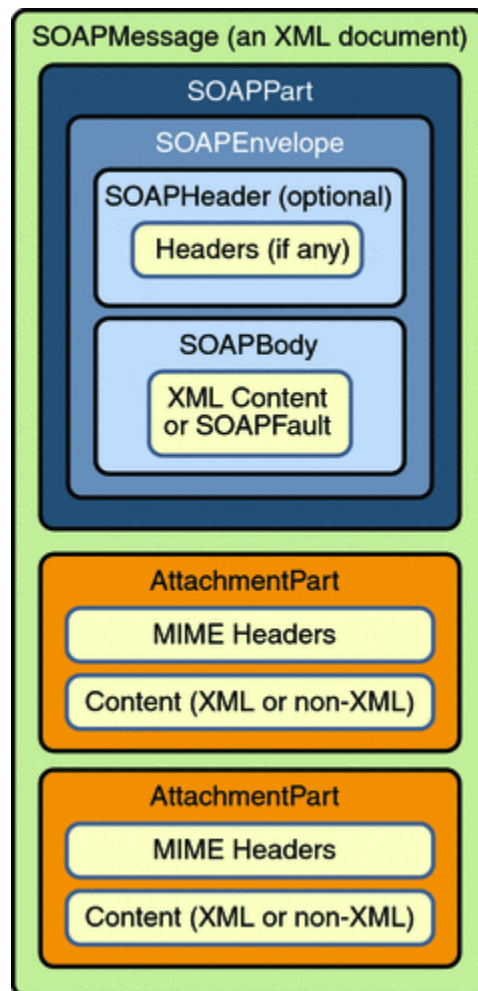 SOAPMessage (an XML document)
SOAPPart
SOAPEnvelope
SOAPHeader (optional)
Headers (if any)
SOAPBody
XML Content
or SOAPFault
AttachmentPart
MIME Headers
Content (XML or non-XML)
AttachmentPart
MIME Headers
Content (XML or non-XML)